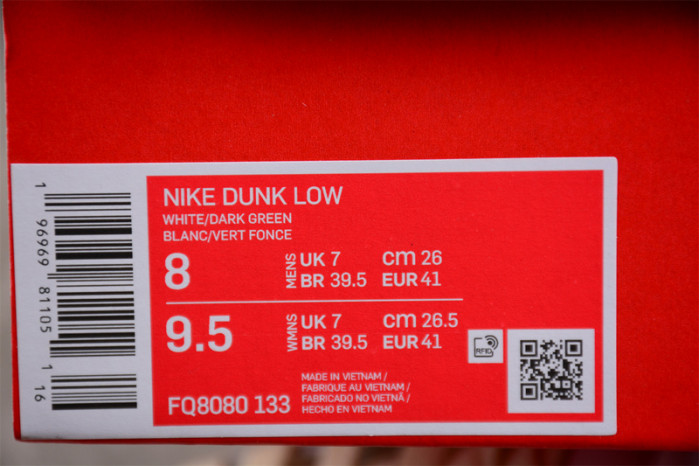 NIKE DUNK LOW
WHITE/DARK GREEN
BLANC/VERT FONCE
8
MENS
UK 7 cm 26
BR 39.5 EUR 41
9.5
WMNS
UK 7 cm 26.5
BR 39.5 EUR 41
RFID
FQ8080 133
MADE IN VIETNAM /
FABRIQUE AU VIETNAM /
FABRICADO NO VIETNÃ /
HECHO EN VIETNAM
1 96969 81105 1 16